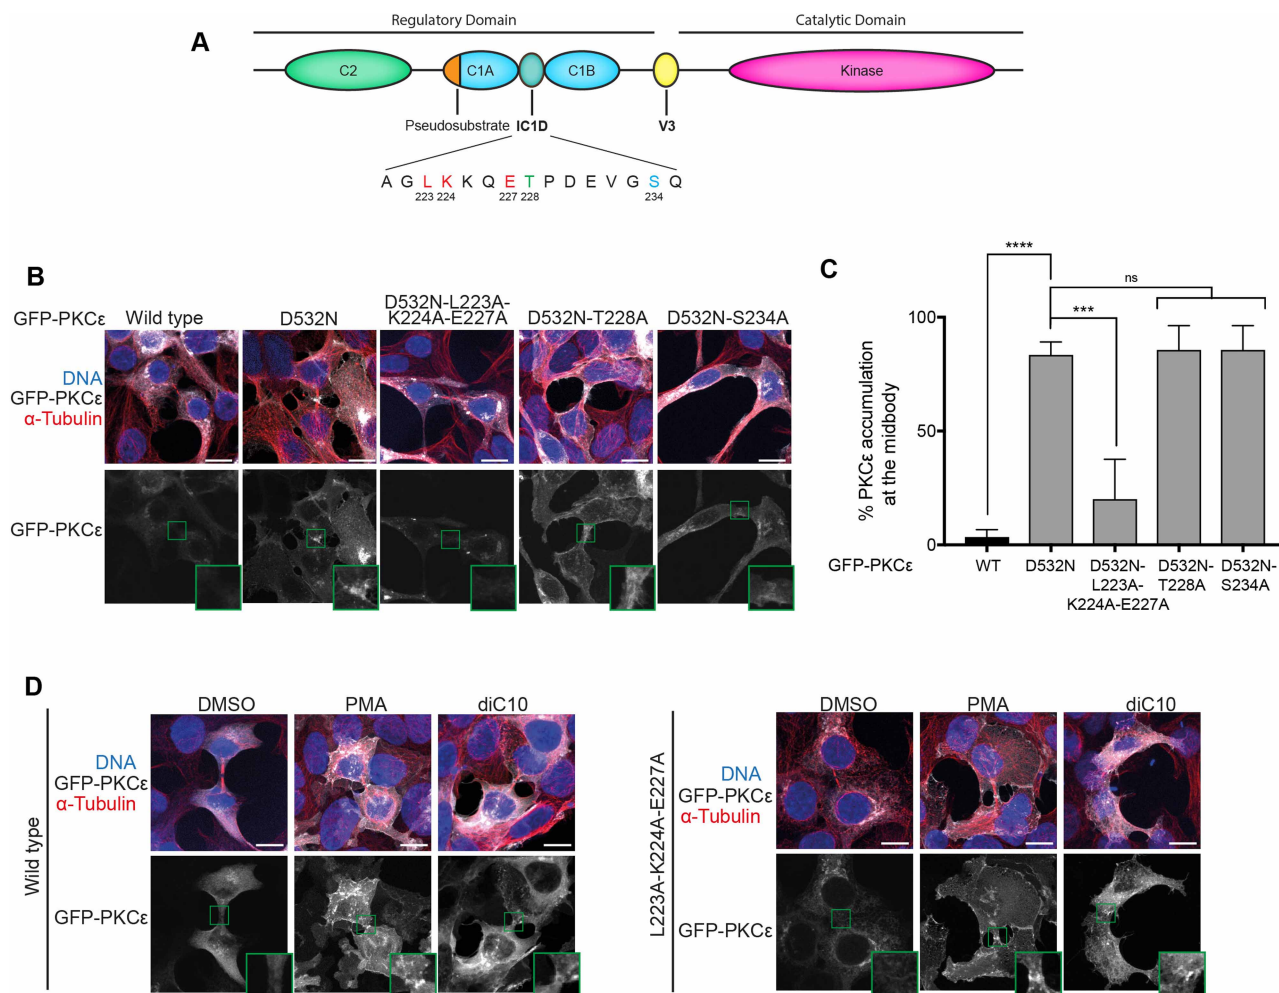 A
Regulatory Domain
Catalytic Domain
C2
C1A
C1B
Kinase
Pseudosubstrate
IC1D
V3
A G L K K Q E T P D E V G S Q
223 224 227 228 234
B
GFP-PKCε
Wild type
D532N
D532N-L223A-
K224A-E227A
D532N-T228A
D532N-S234A
DNA
GFP-PKCε
α-Tubulin
GFP-PKCε
C
****
ns
***
% PKCε accumulation
at the midbody
100
50
0
GFP-PKCε
WT
D532N
D532N-
L223A-
K224A-E227A
D532N-
T228A
D532N-
S234A
D
Wild type
DMSO
PMA
diC10
DNA
GFP-PKCε
α-Tubulin
GFP-PKCε
L223A-K224A-E227A
DMSO
PMA
diC10
DNA
GFP-PKCε
α-Tubulin
GFP-PKCε